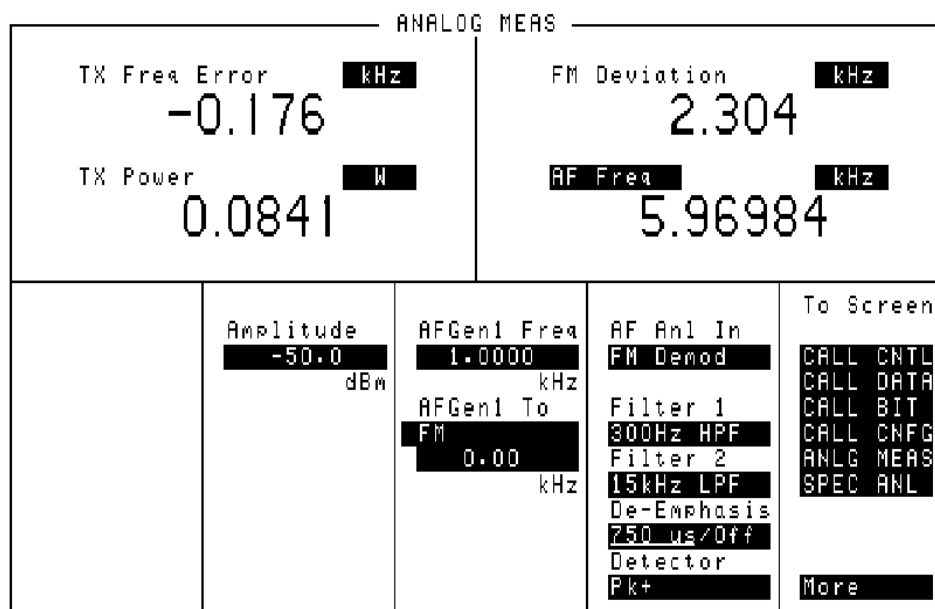 ANALOG MEAS
TX Freq Error kHz
-0.176
FM Deviation kHz
2.304
TX Power W
0.0841
AF Freq kHz
5.96984
Amplitude
-50.0
dBm
AFGen1 Freq
1.0000
kHz
AFGen1 To
FM
0.00
kHz
AF Anl In
FM Demod
Filter 1
300Hz HPF
Filter 2
15kHz LPF
De-Emphasis
750 us/Off
Detector
Pk+
To Screen
CALL CNTL
CALL DATA
CALL BIT
CALL CNFG
ANLG MEAS
SPEC ANL
More